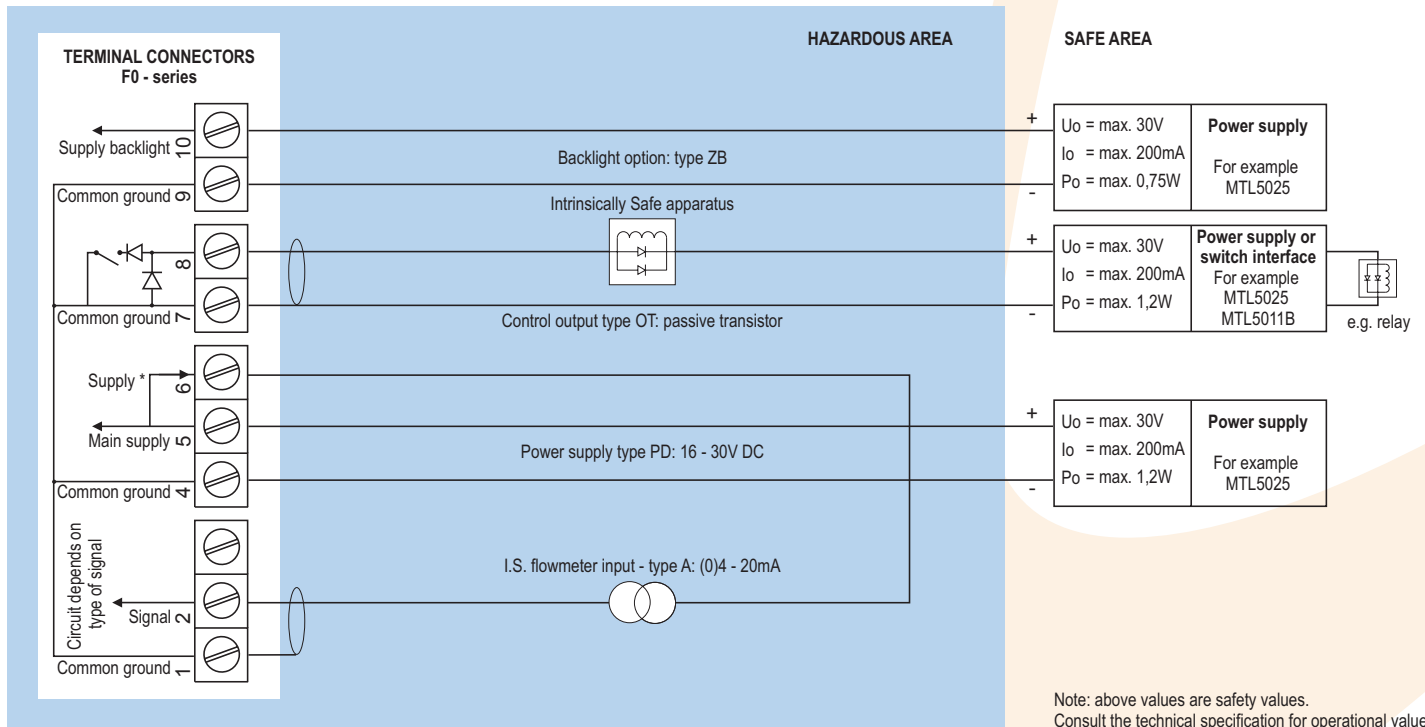 HAZARDOUS AREA
SAFE AREA
TERMINAL CONNECTORS
F0 - series
Supply backlight
10
Common ground
9
8
Common ground
7
Supply *
6
Main supply
5
Common ground
4
Circuit depends on
type of signal
Signal
2
Common ground
1
Backlight option: type ZB
Intrinsically Safe apparatus
Control output type OT: passive transistor
Power supply type PD: 16 - 30V DC
I.S. flowmeter input - type A: (0)4 - 20mA
+
-
Uo = max. 30V
Io = max. 200mA
Po = max. 0,75W
Power supply
For example
MTL5025
+
-
Uo = max. 30V
Io = max. 200mA
Po = max. 1,2W
Power supply or
switch interface
For example
MTL5025
MTL5011B
e.g. relay
+
-
Uo = max. 30V
Io = max. 200mA
Po = max. 1,2W
Power supply
For example
MTL5025
Note: above values are safety values.
Consult the technical specification for operational value